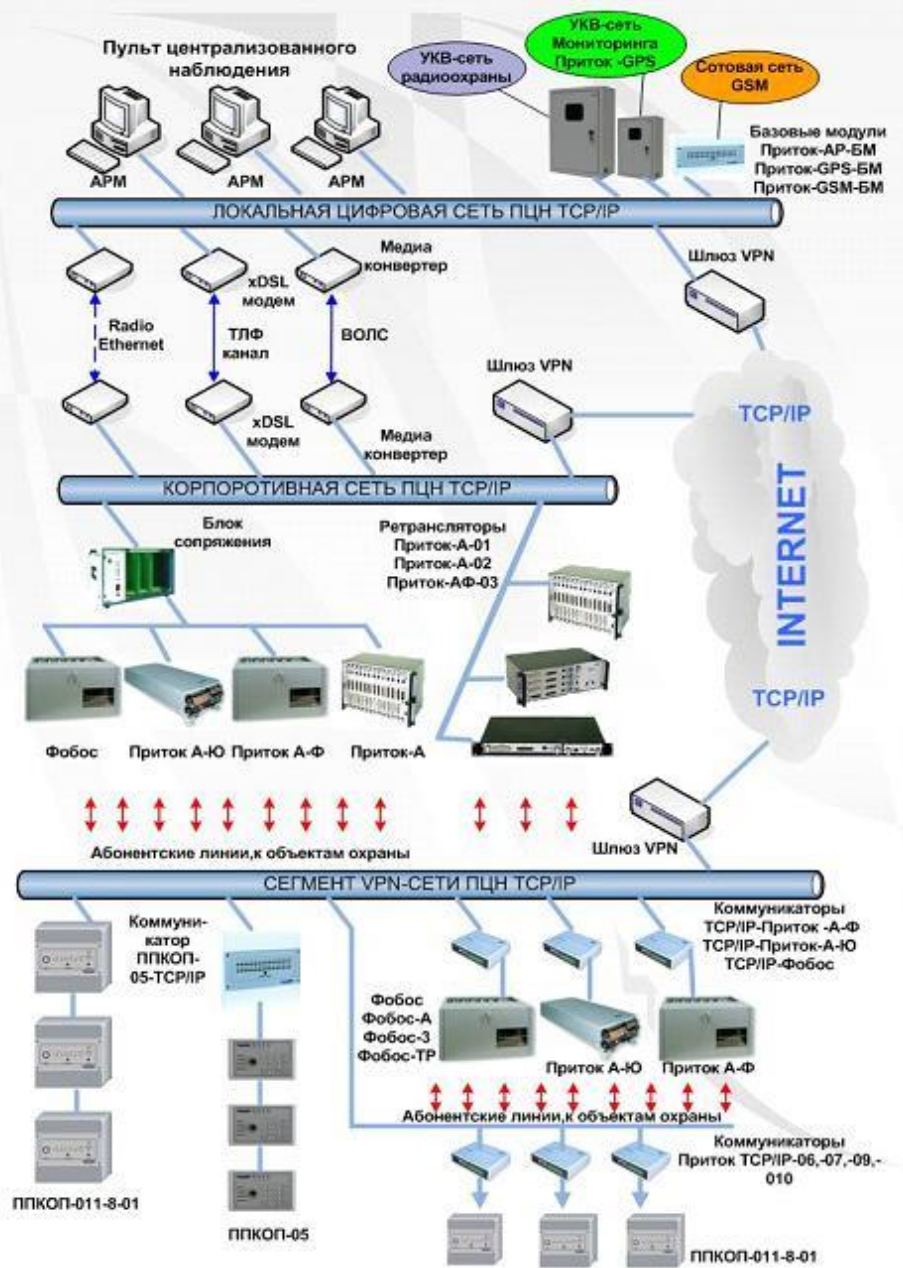 Пульт централизованного
наблюдения
УКВ-сеть
радиоохраны
УКВ-сеть
Мониторинга
Приток -GPS
Сотовая сеть
GSM
Базовые модули
Приток-АР-БМ
Приток-GPS-БМ
Приток-GSM-БМ
АРМ
АРМ
АРМ
ЛОКАЛЬНАЯ ЦИФРОВАЯ СЕТЬ ПЦН TCP/IP
Шлюз VPN
xDSL
модем
Медиа
конвертер
Radio
Ethernet
ТЛФ
канал
ВОЛС
Шлюз VPN
xDSL
модем
Медиа
конвертер
TCP/IP
INTERNET
TCP/IP
КОРПОРОТИВНАЯ СЕТЬ ПЦН TCP/IP
Блок
сопряжения
Ретрансляторы
Приток-А-01
Приток-А-02
Приток-АФ-03
Фобос
Приток А-Ю
Приток А-Ф
Приток-А
Абонентские линии,к объектам охраны
Шлюз VPN
СЕГМЕНТ VPN-СЕТИ ПЦН TCP/IP
Коммуни-
катор
ППКОП-
05-TCP/IP
Коммуникаторы
TCP/IP-Приток -А-Ф
TCP/IP-Приток-А-Ю
TCP/IP-Фобос
Фобос
Фобос-А
Фобос-3
Фобос-ТР
Приток А-Ю
Приток А-Ф
Абонентские линии,к объектам охраны
Коммуникаторы
Приток TCP/IP-06,-07,-09,-
010
ППКОП-011-8-01
ППКОП-05
ППКОП-011-8-01